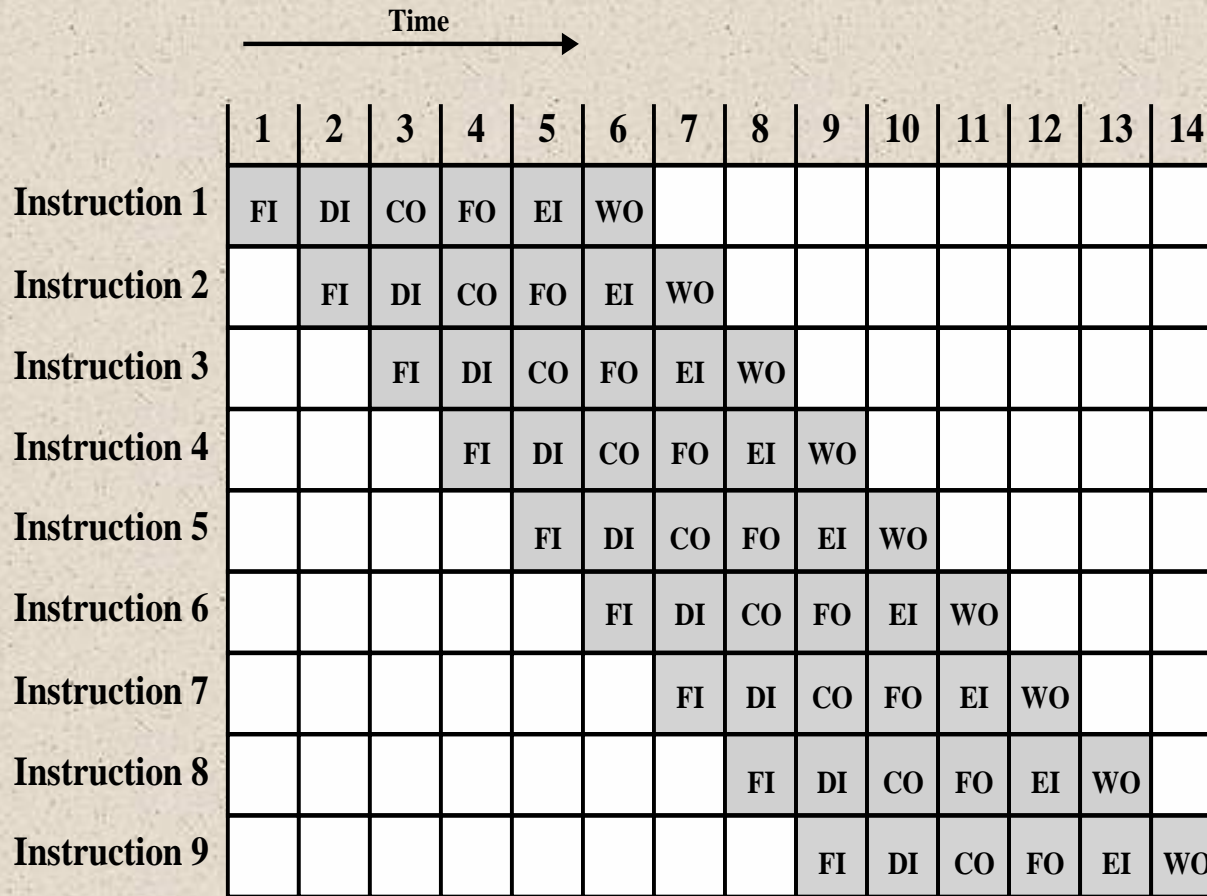 Time
1 2 3 4 5 6 7 8 9 10 11 12 13 14
Instruction 1 FI DI CO FO EI WO
Instruction 2 FI DI CO FO EI WO
Instruction 3 FI DI CO FO EI WO
Instruction 4 FI DI CO FO EI WO
Instruction 5 FI DI CO FO EI WO
Instruction 6 FI DI CO FO EI WO
Instruction 7 FI DI CO FO EI WO
Instruction 8 FI DI CO FO EI WO
Instruction 9 FI DI CO FO EI WO